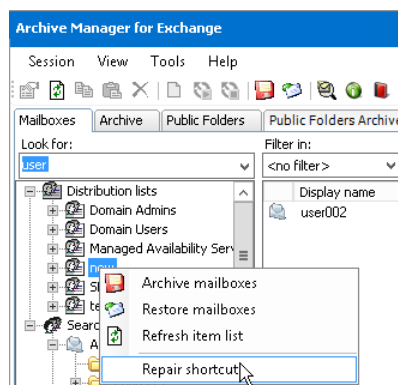 Archive Manager for Exchange
Session View Tools Help
Mailboxes Archive Public Folders Public Folders Archive
Look for: Filter in:
user <no filter>
Distribution lists Display name
Domain Admins user002
Domain Users
Managed Availability Serv
new
Archive mailboxes
Restore mailboxes
Refresh item list
Repair shortcut